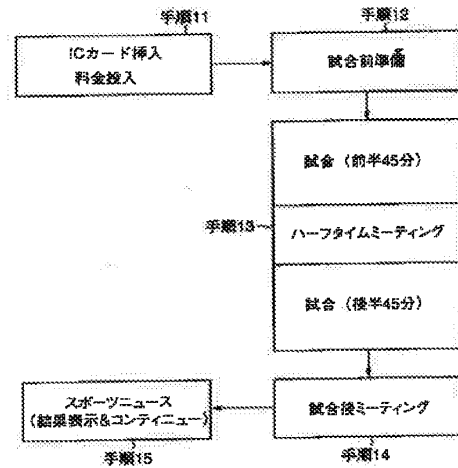 手順11
手順12
ICカード挿入
料金投入
試合前準備
試合（前半45分）
手順13
ハーフタイムミーティング
試合（後半45分）
スポーツニュース
（結果表示&コンティニュー）
試合後ミーティング
手順15
手順14